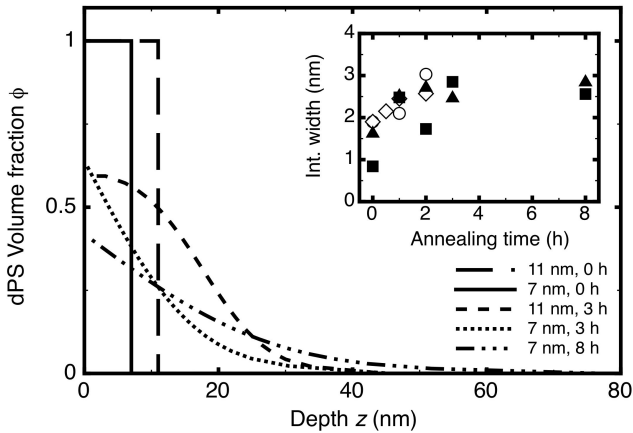 dPS Volume fraction ϕ
1
0.5
0
0 20 40 60 80
Depth z (nm)
Int. width (nm)
4
3
2
1
0
0 2 4 6 8
Annealing time (h)
11 nm, 0 h
7 nm, 0 h
11 nm, 3 h
7 nm, 3 h
7 nm, 8 h